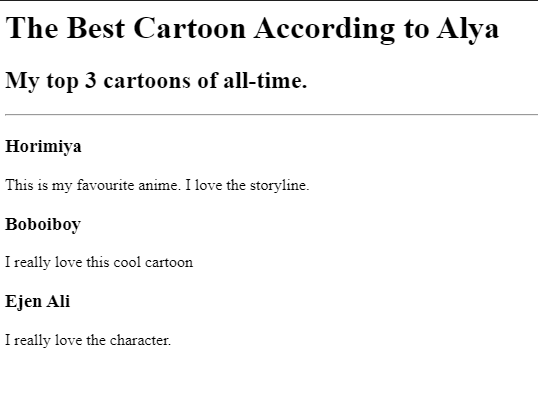 The Best Cartoon According to Alya
My top 3 cartoons of all-time.
Horimiya
This is my favourite anime. I love the storyline.
Boboiboy
I really love this cool cartoon
Ejen Ali
I really love the character.